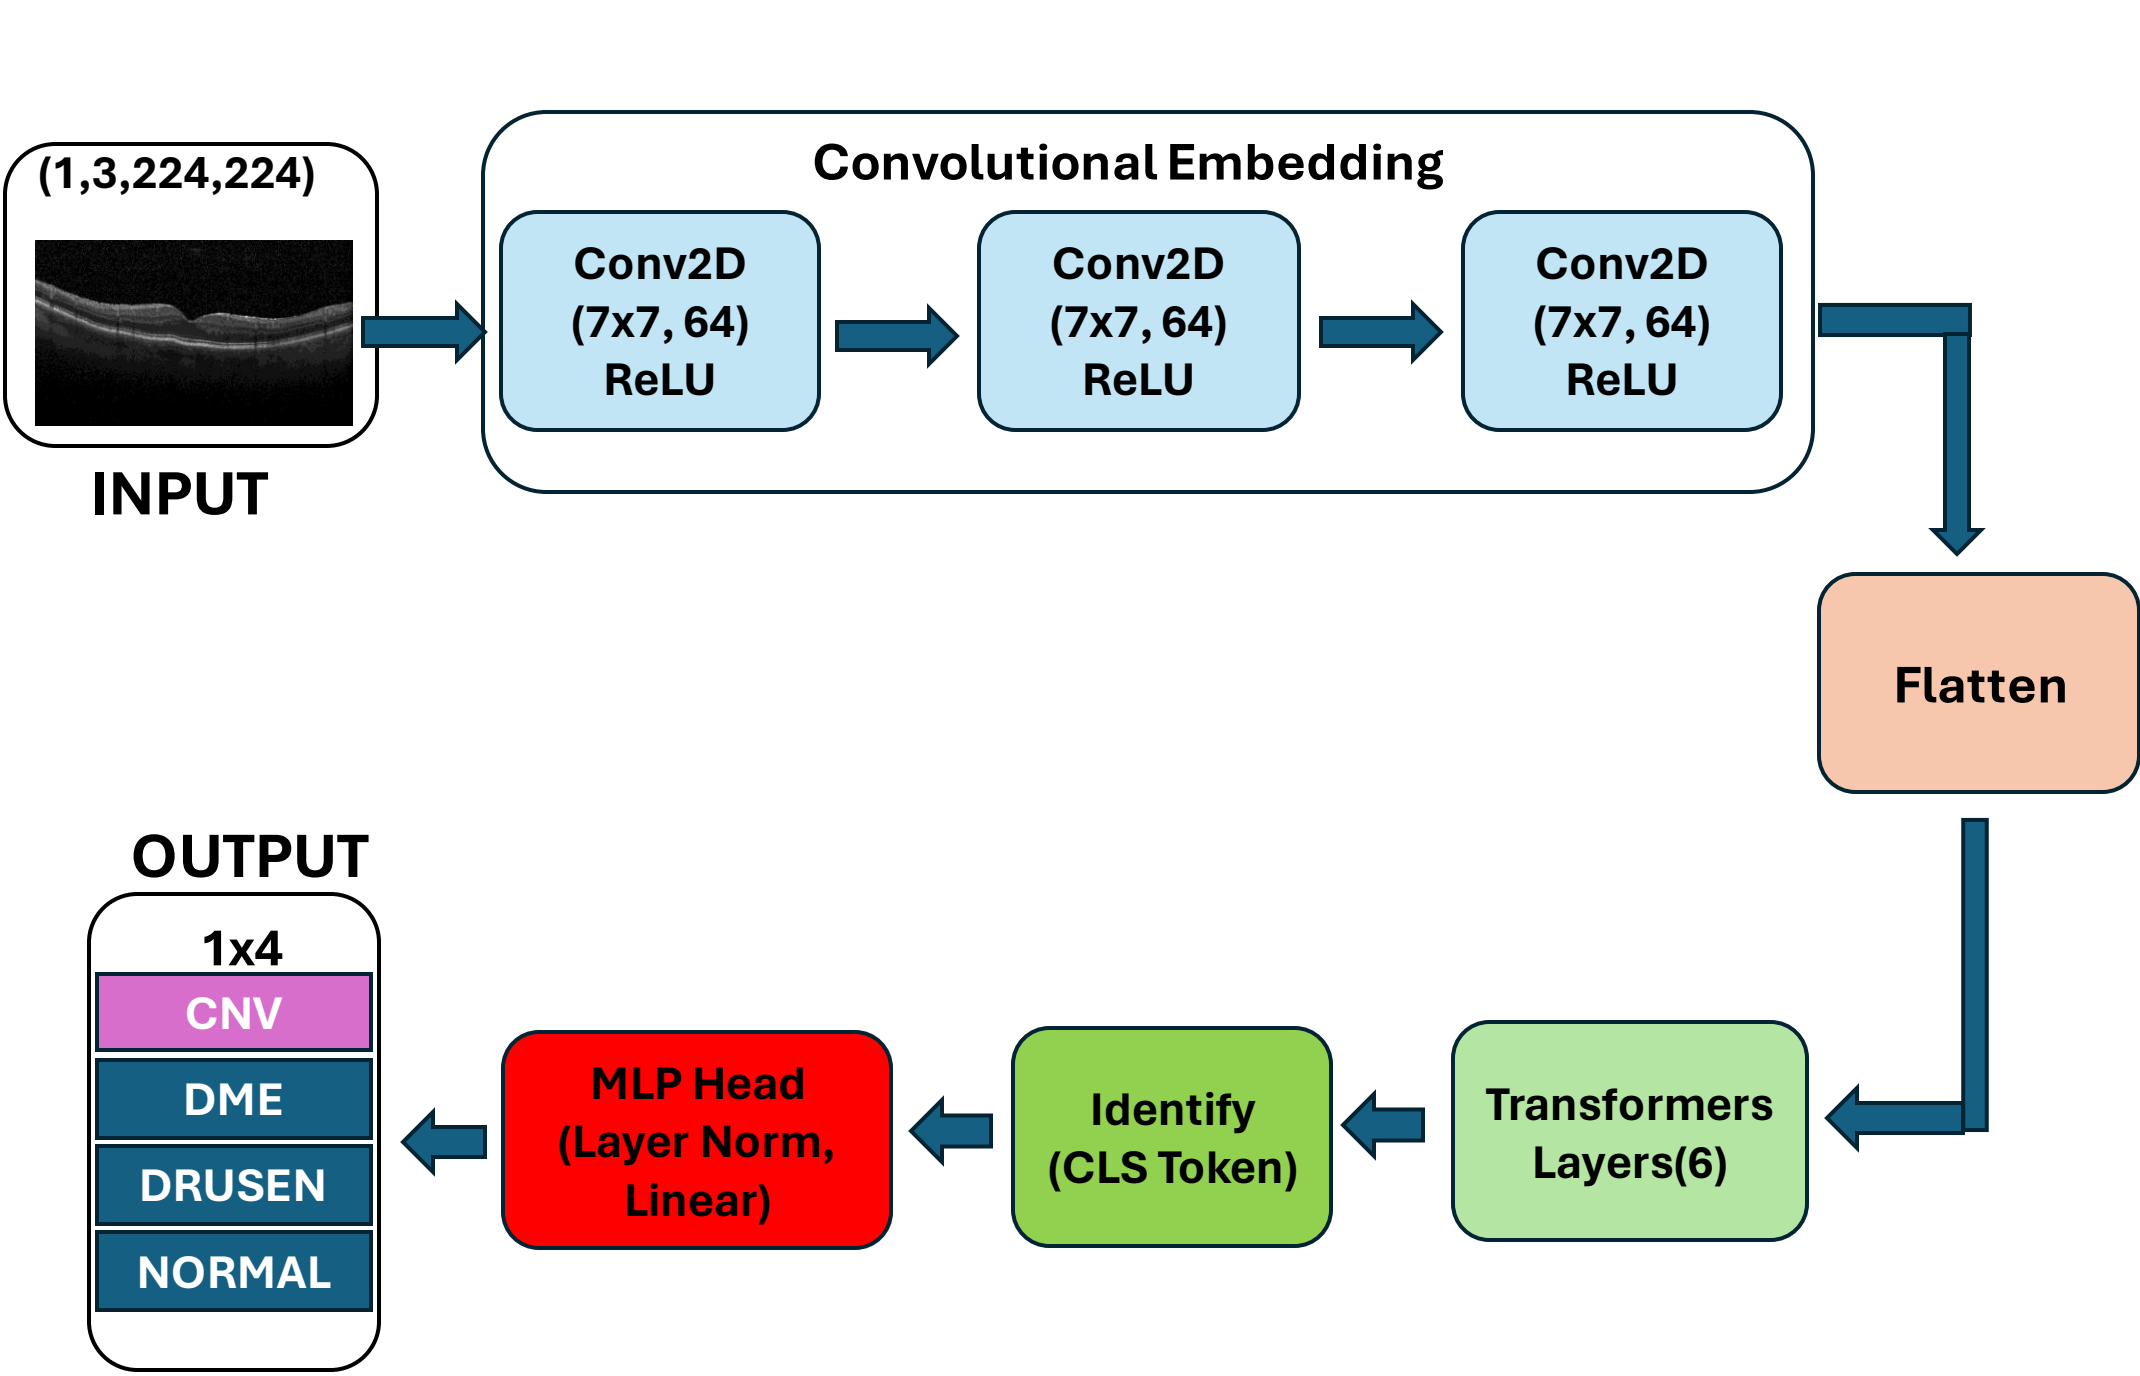 (1,3,224,224)
INPUT
Convolutional Embedding
Conv2D
(7x7, 64)
ReLU
Conv2D
(7x7, 64)
ReLU
Conv2D
(7x7, 64)
ReLU
Flatten
Transformers
Layers(6)
Identify
(CLS Token)
MLP Head
(Layer Norm,
Linear)
OUTPUT
1x4
CNV
DME
DRUSEN
NORMAL